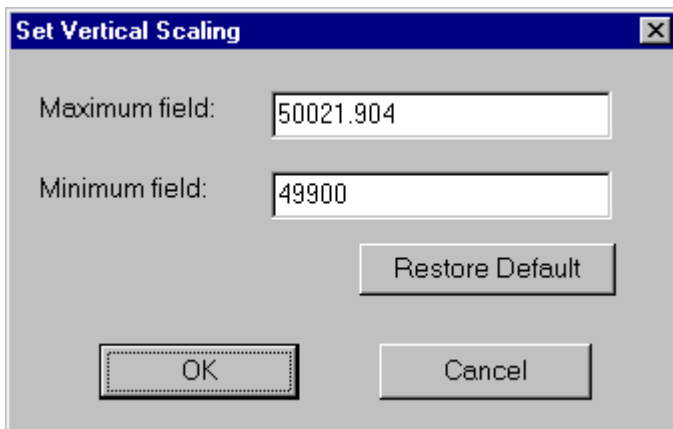 Set Vertical Scaling
Maximum field: 50021.904
Minimum field: 49900
Restore Default
OK Cancel